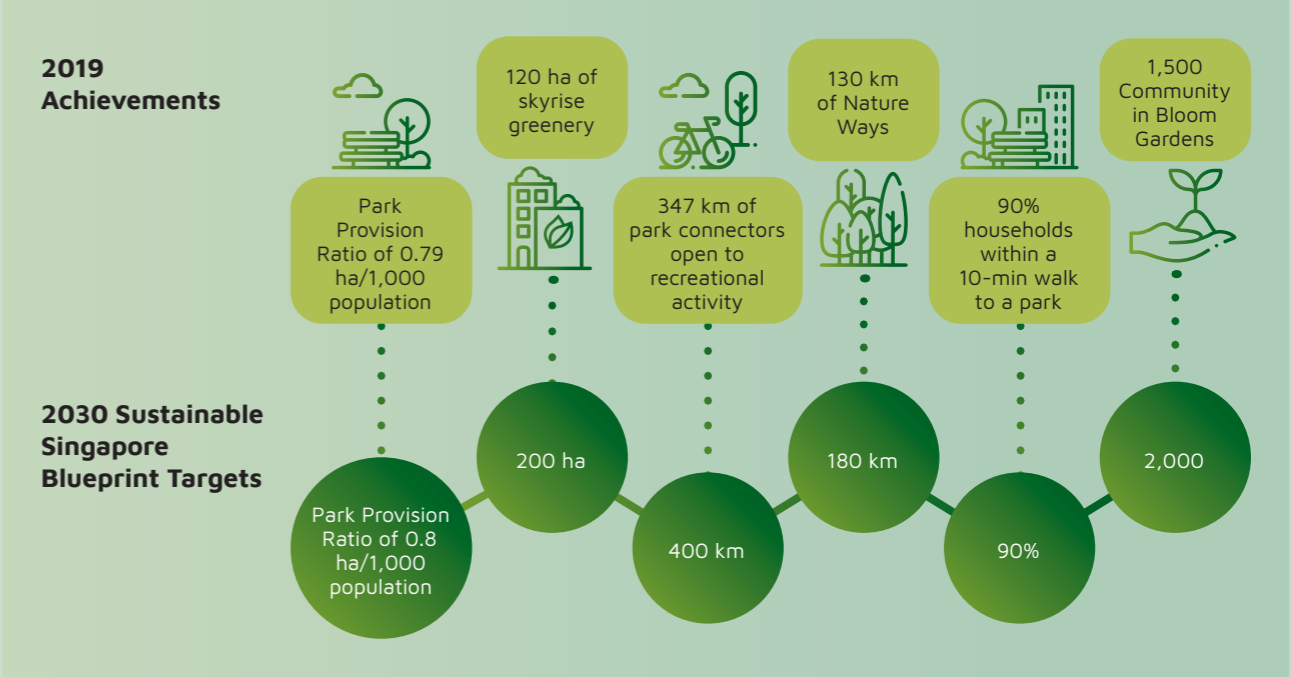 2019
Achievements
Park
Provision
Ratio of 0.79
ha/1,000
population
120 ha of
skyrise
greenery
347 km of
park connectors
open to
recreational
activity
130 km
of Nature
Ways
90%
households
within a
10-min walk
to a park
1,500
Community
in Bloom
Gardens
2030 Sustainable
Singapore
Blueprint Targets
Park Provision
Ratio of 0.8
ha/1,000
population
200 ha
400 km
180 km
90%
2,000